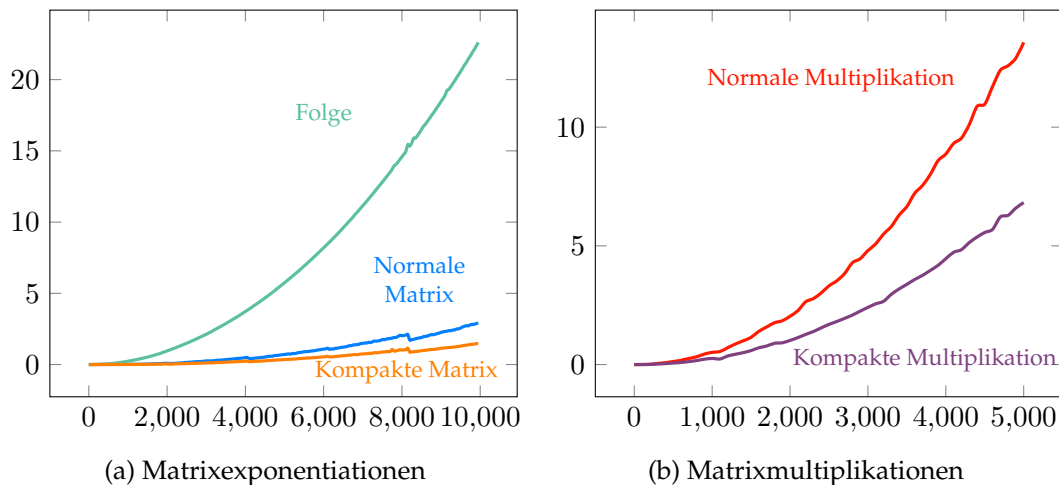 20
15
10
5
0
Folge
Normale
Matrix
Kompakte Matrix
0 2,000 4,000 6,000 8,000 10,000
(a) Matrixexponentiationen
10
5
0
Normale Multiplikation
Kompakte Multiplikation
0 1,000 2,000 3,000 4,000 5,000
(b) Matrixmultiplikationen